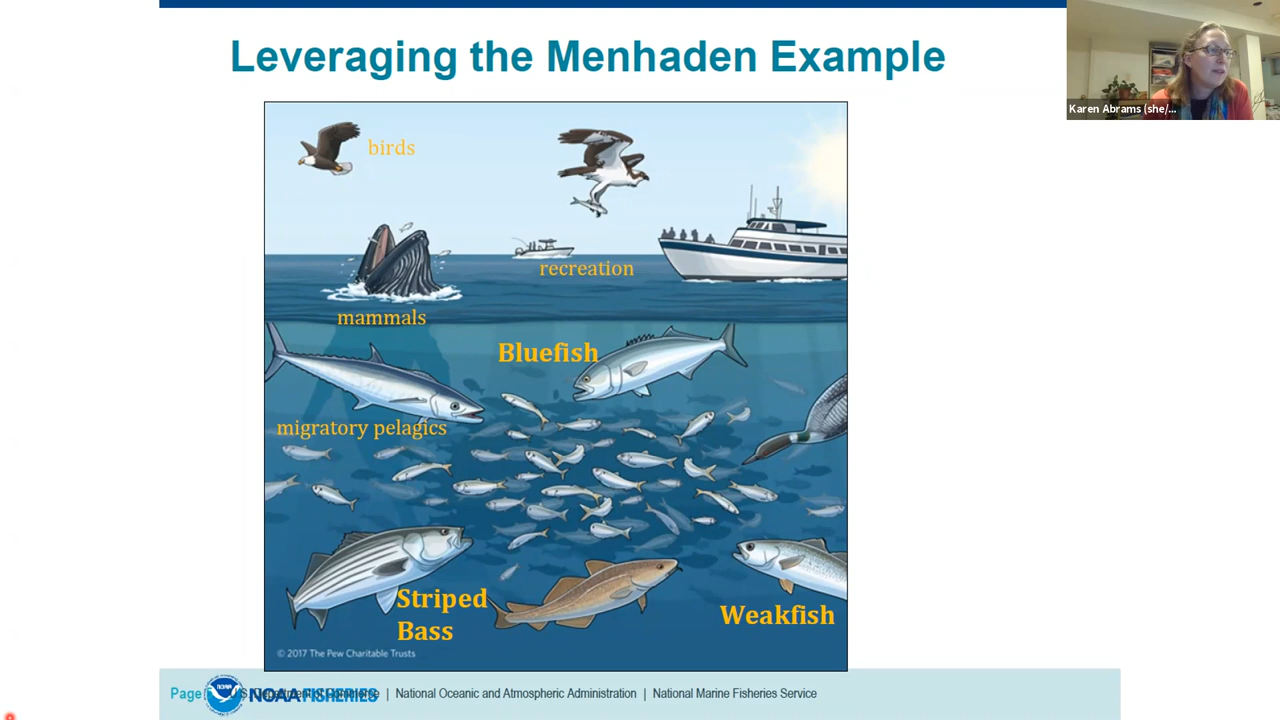 Leveraging the Menhaden Example
Karen Abrams (she/...
birds
recreation
mammals
Bluefish
migratory pelagics
Striped
Bass
Weakfish
© 2017 The Pew Charitable Trusts
Page U.S. Department of Commerce | National Oceanic and Atmospheric Administration | National Marine Fisheries Service
NOAA FISHERIES